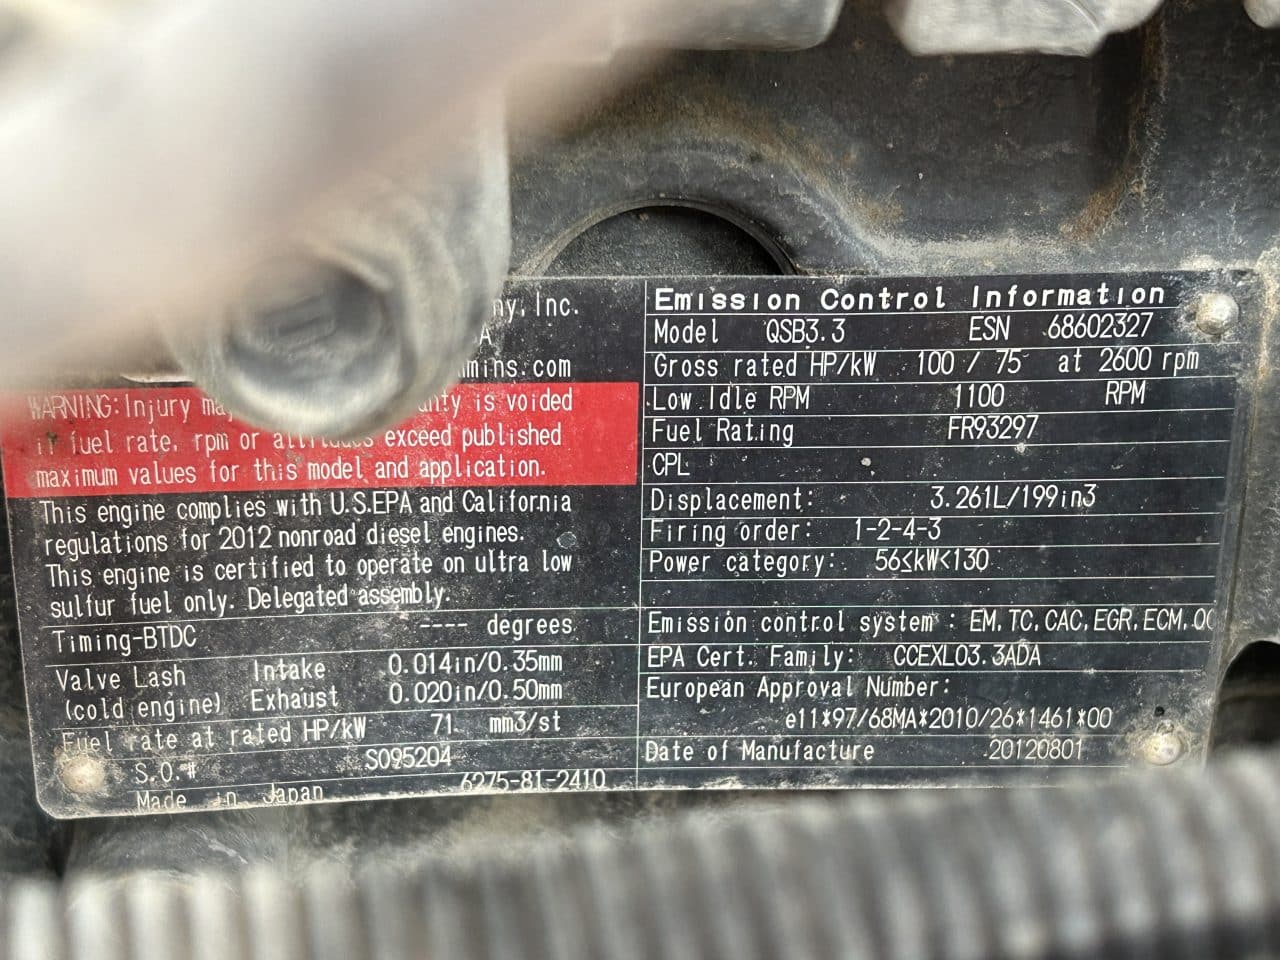 ny, Inc.
A
mins.com
WARNING: Injury may unty is voided
if fuel rate, rpm or altitudes exceed published
maximum values for this model and application.
This engine complies with U.S.EPA and California
regulations for 2012 nonroad diesel engines.
This engine is certified to operate on ultra low
sulfur fuel only. Delegated assembly.
Timing-BTDC ---- degrees
Valve Lash Intake 0.014in/0.35mm
(cold engine) Exhaust 0.020in/0.50mm
Fuel rate at rated HP/kW 71. mm3/st
S.O.# S095204
Made in Japan 6275-81-2410
Emission Control Information
Model QSB3.3 ESN 68602327
Gross rated HP/kW 100 / 75 at 2600 rpm
Low Idle RPM 1100 RPM
Fuel Rating FR93297
CPL
Displacement: 3.261L/199in3
Firing order: 1-2-4-3
Power category: 56≤kW<130
Emission control system : EM, TC, CAC, EGR, ECM, OC
EPA Cert. Family: CCEXL03.3ADA
European Approval Number:
e11*97/68MA*2010/26*1461*00
Date of Manufacture 20120801